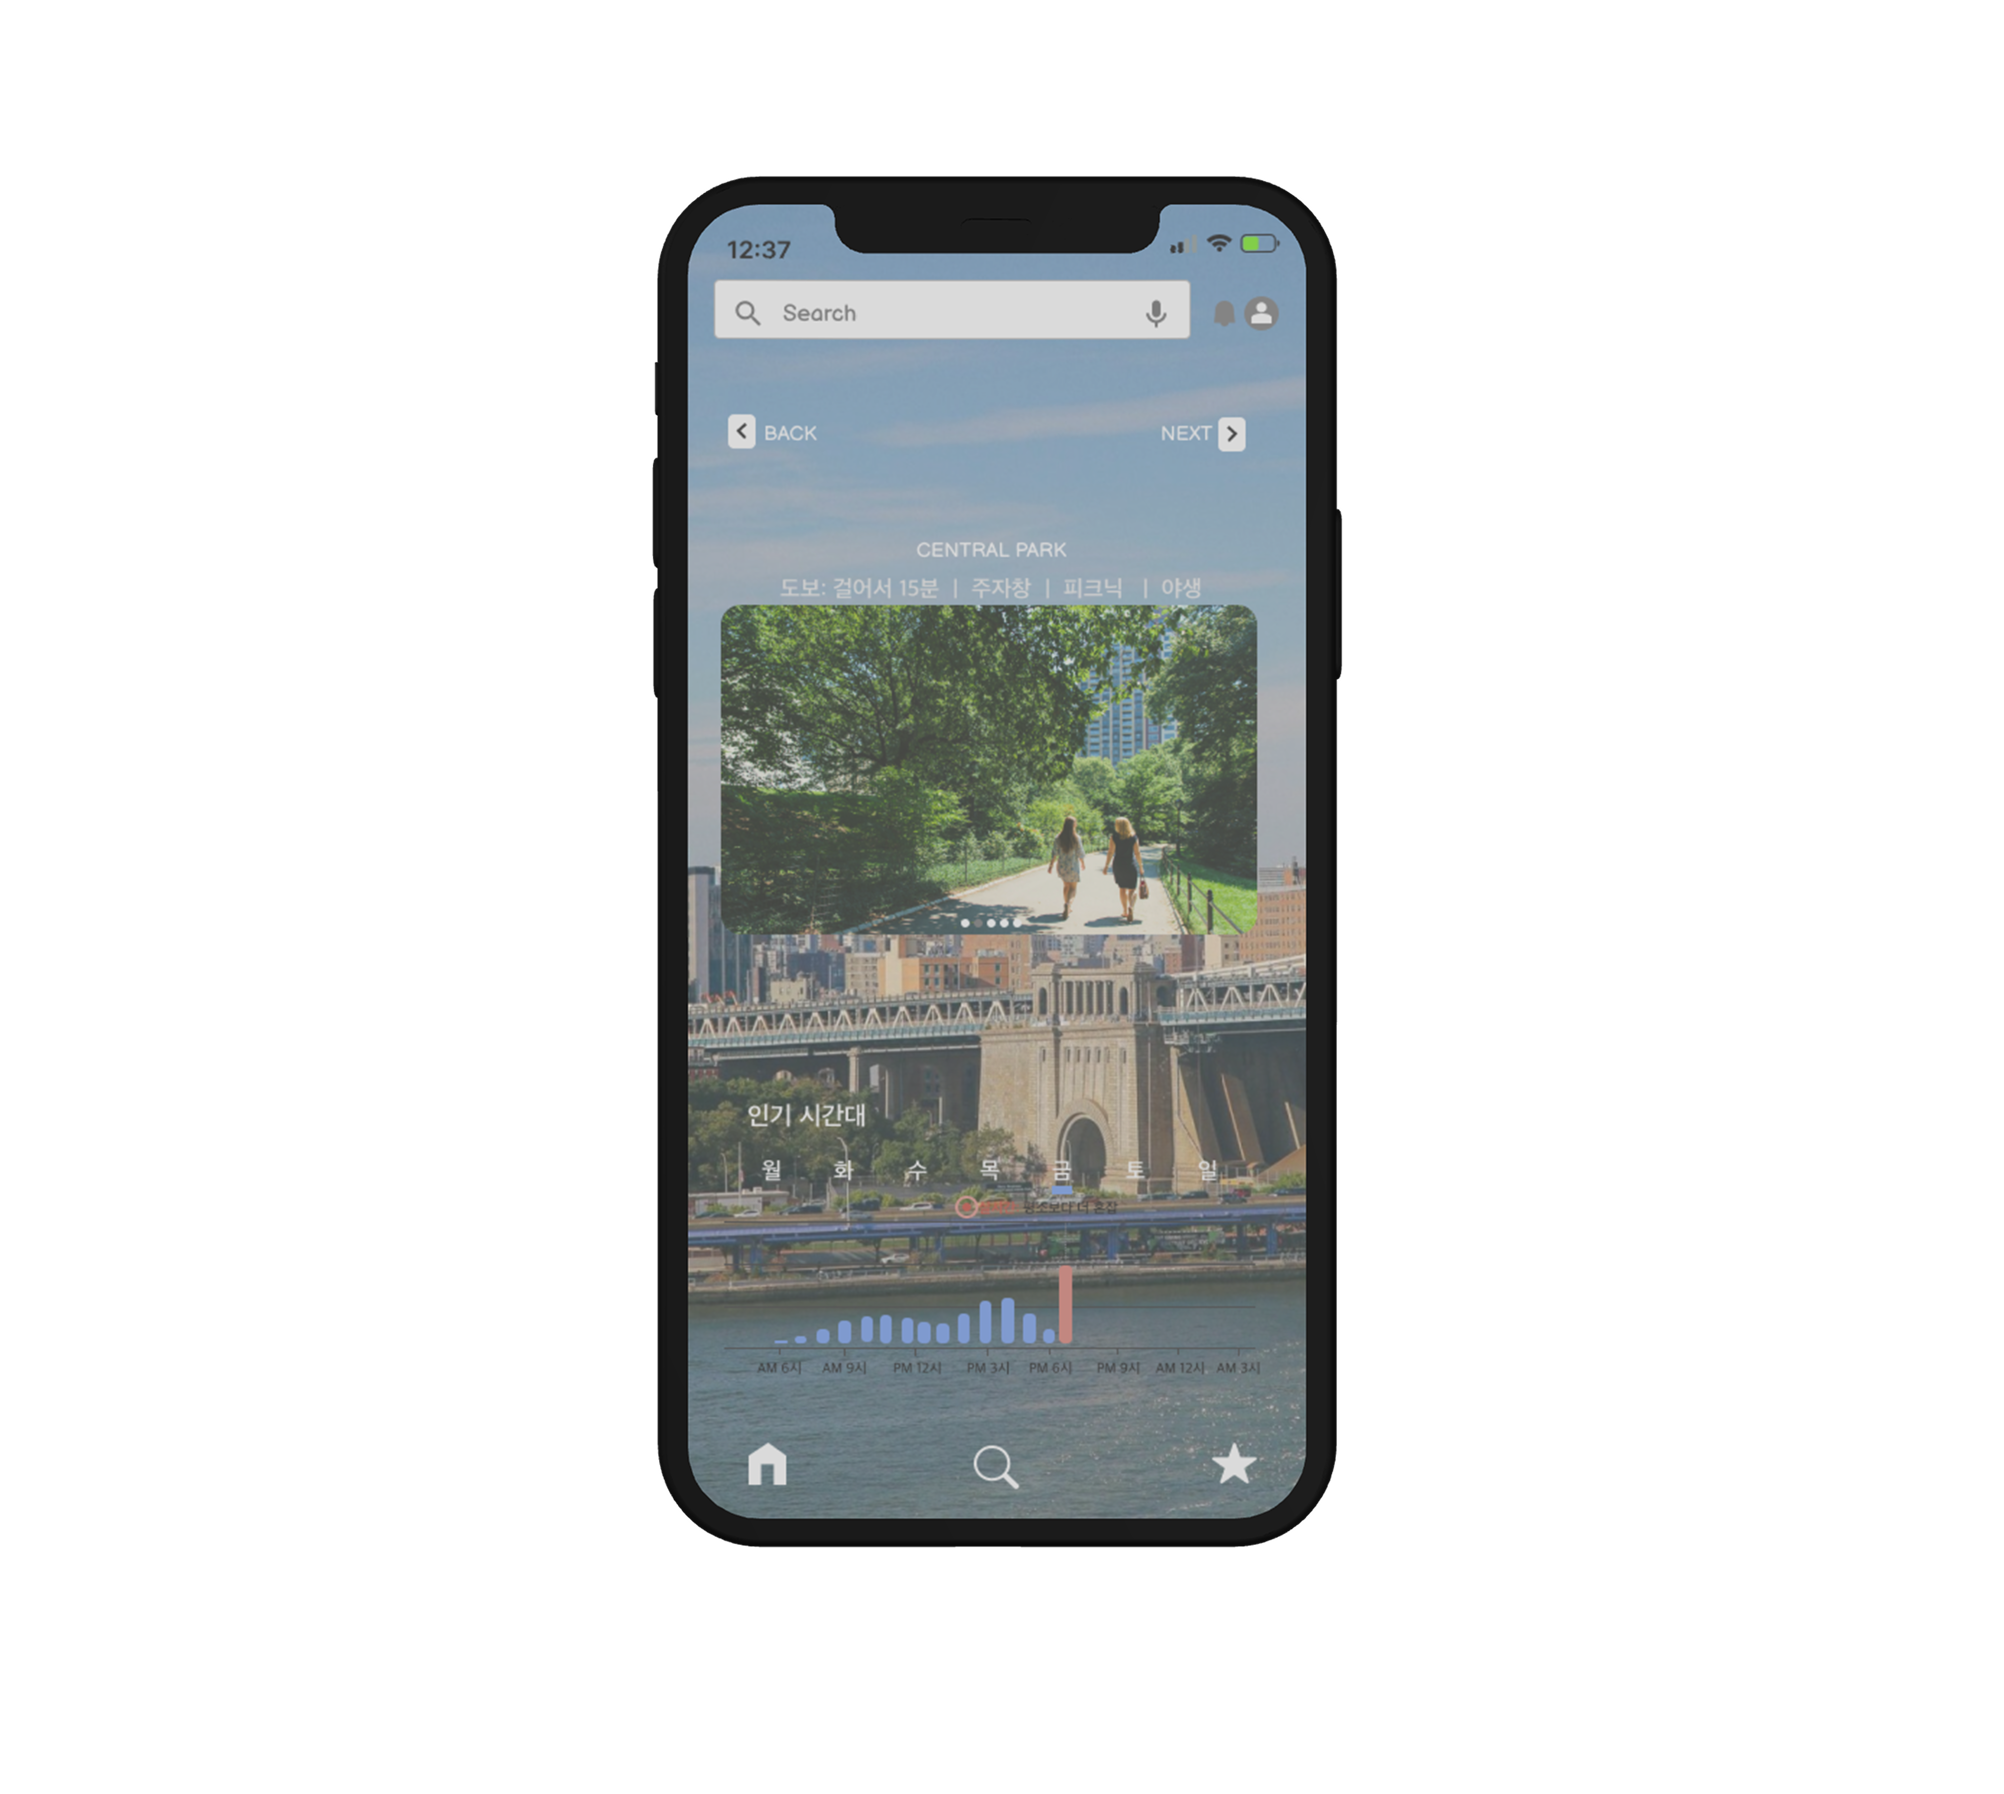 12:37
Search
BACK
NEXT
CENTRAL PARK
도보: 걸어서 15분 | 주자창 | 피크닉 | 야생
인기 시간대
월 화 수 목 금 토 일
평소보다 더 혼잡
AM 6시 AM 9시 PM 12시 PM 3시 PM 6시 PM 9시 AM 12시 AM 3시